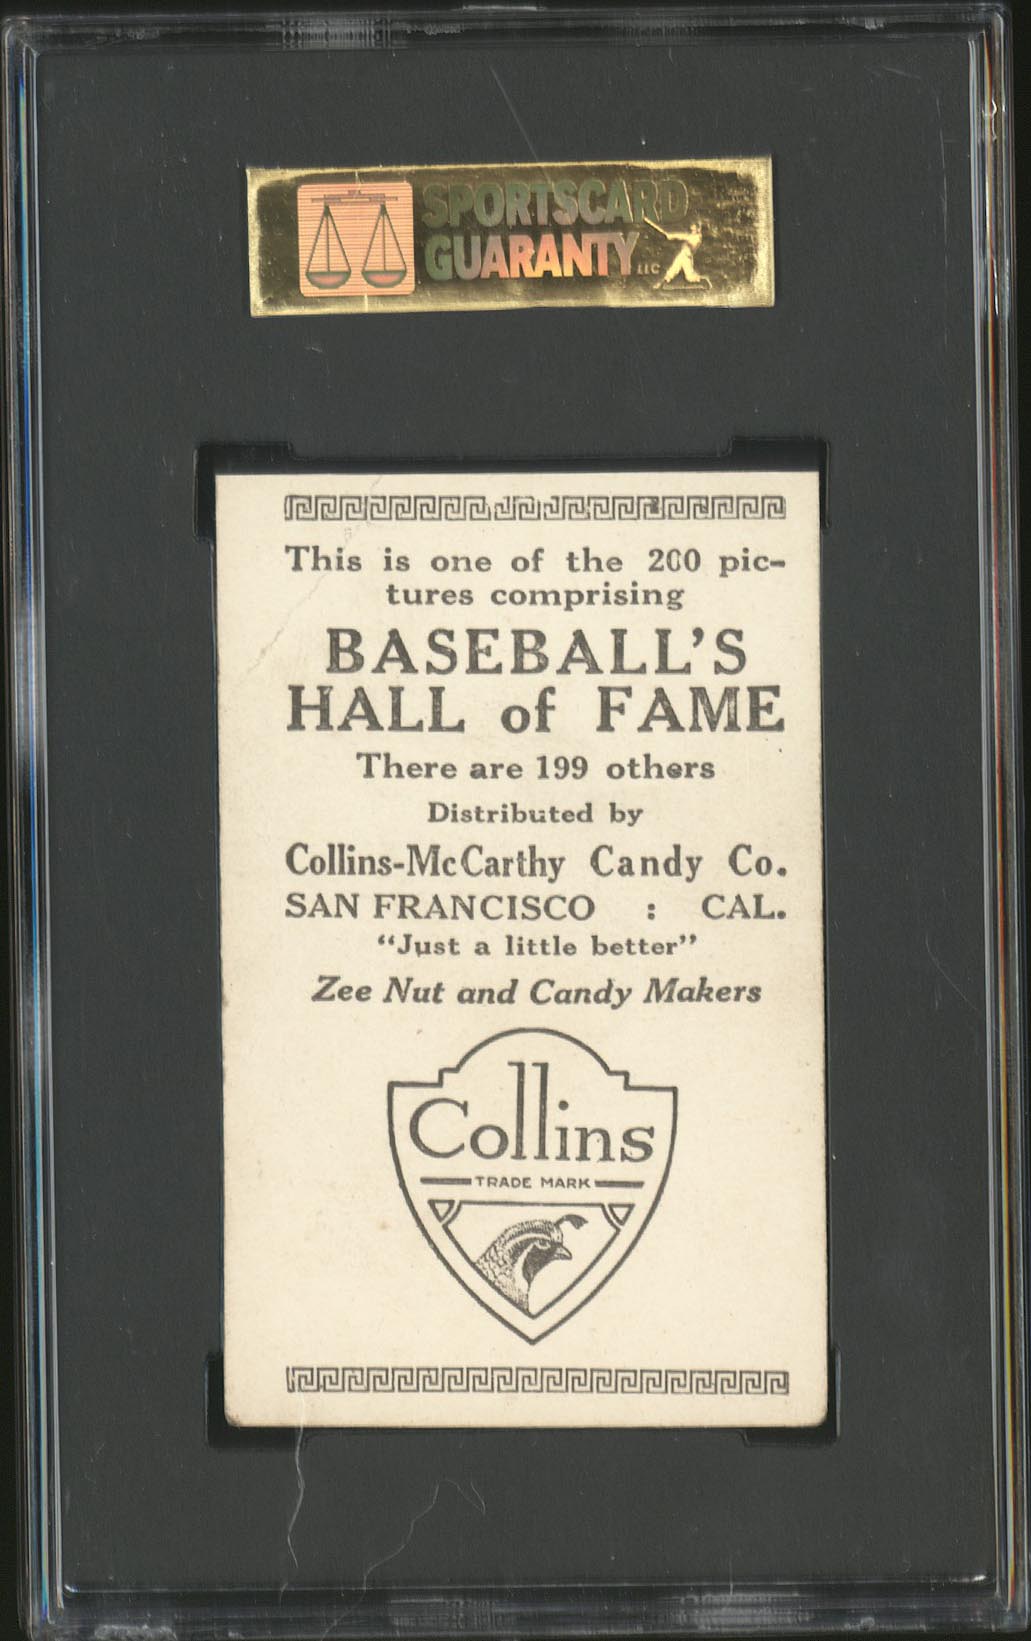 SPORTSCARD
GUARANTY LLC
This is one of the 200 pic-
tures comprising
BASEBALL'S
HALL of FAME
There are 199 others
Distributed by
Collins-McCarthy Candy Co.
SAN FRANCISCO : CAL.
"Just a little better"
Zee Nut and Candy Makers
Collins
TRADE MARK